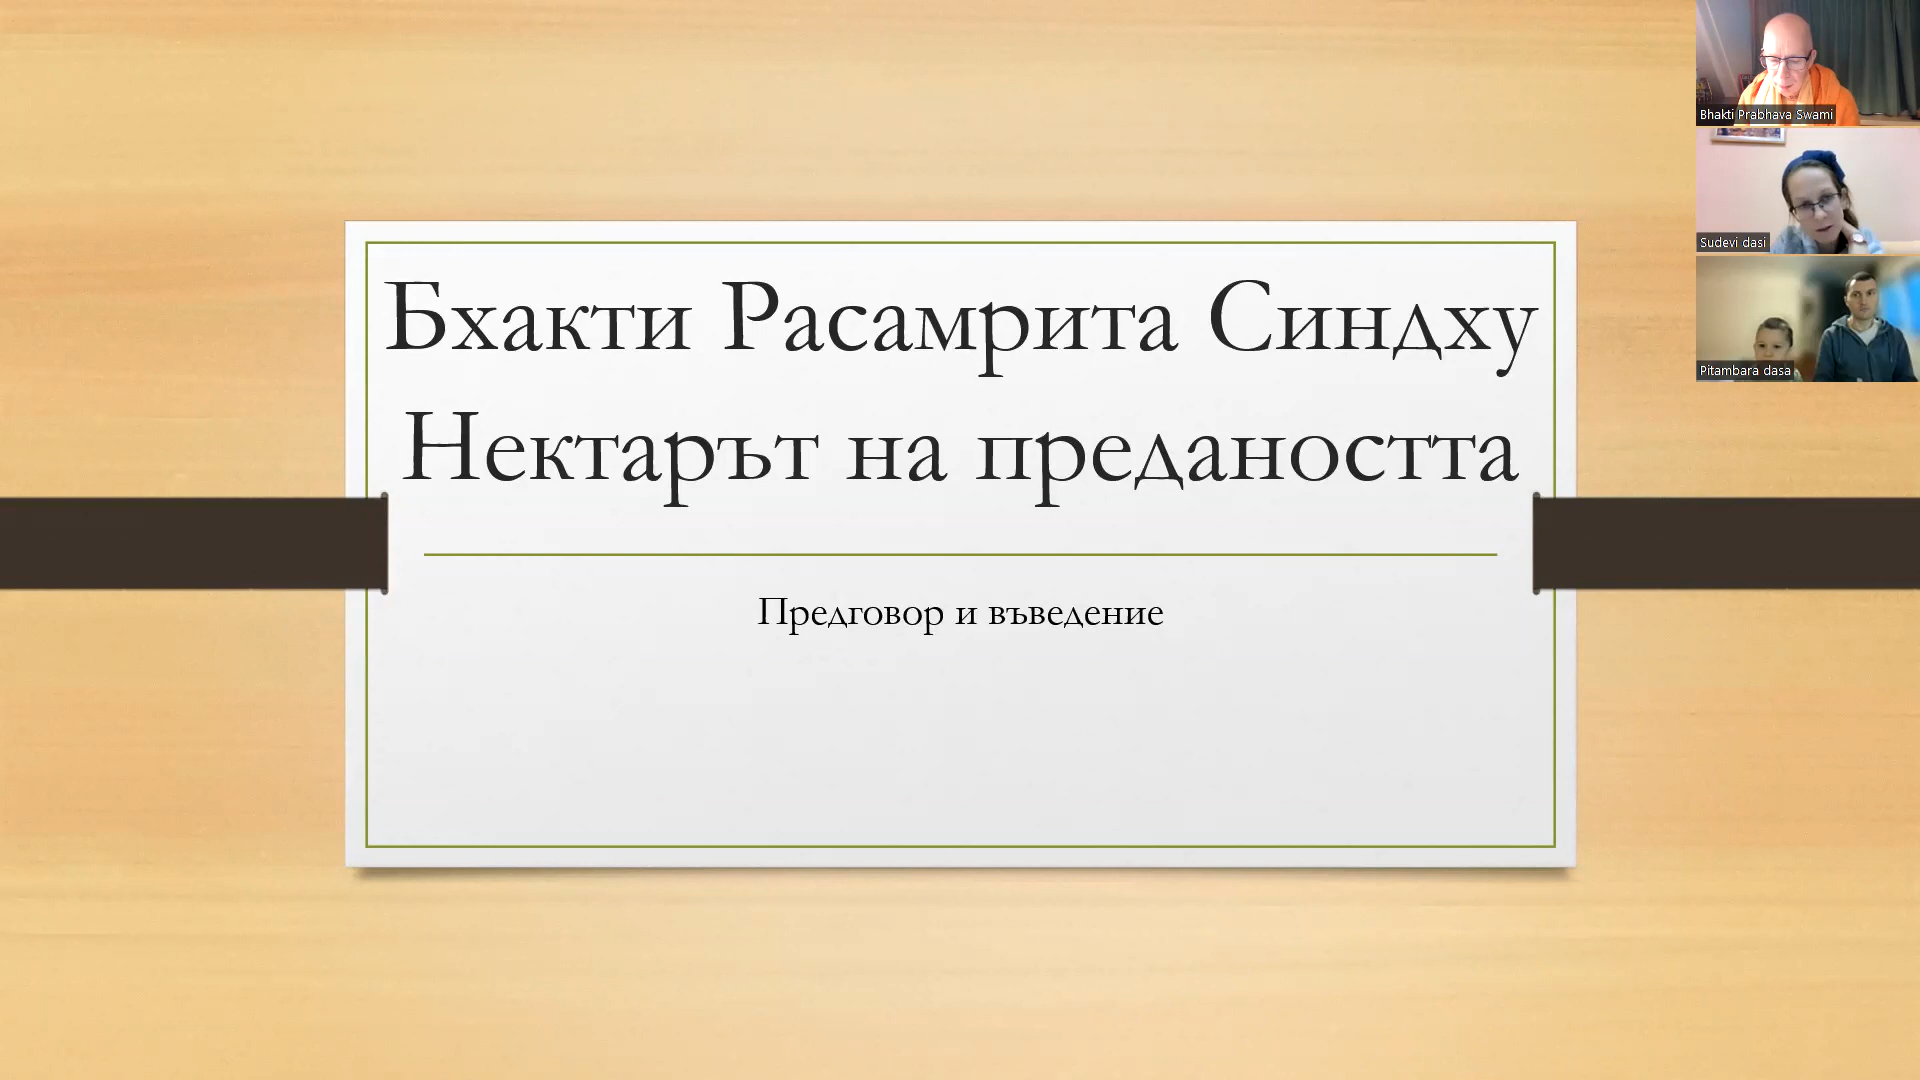 Бхакти Расамрита Синдху
Нектарът на предаността
Предговор и въведение
Bhakti Prabhava Swami
Sudevi dasi
Pitambara dasa